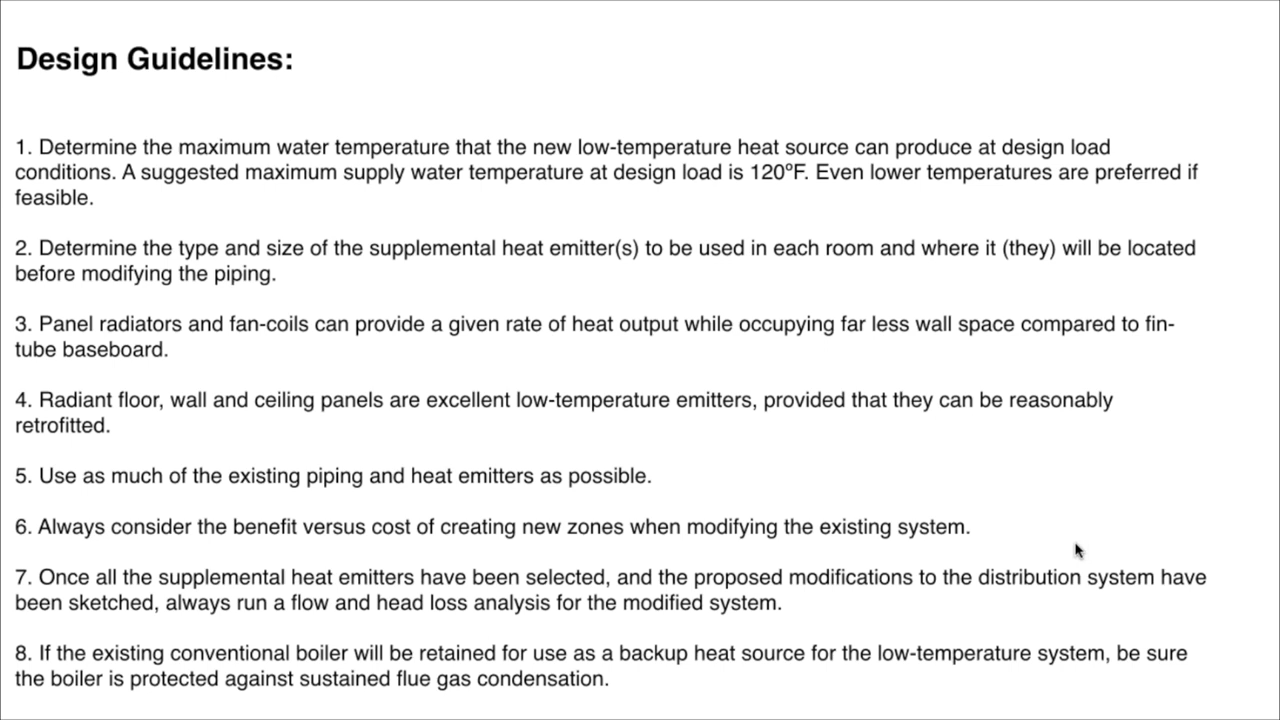 Design Guidelines:
1. Determine the maximum water temperature that the new low-temperature heat source can produce at design load
conditions. A suggested maximum supply water temperature at design load is 120ºF. Even lower temperatures are preferred if
feasible.
2. Determine the type and size of the supplemental heat emitter(s) to be used in each room and where it (they) will be located
before modifying the piping.
3. Panel radiators and fan-coils can provide a given rate of heat output while occupying far less wall space compared to fin-
tube baseboard.
4. Radiant floor, wall and ceiling panels are excellent low-temperature emitters, provided that they can be reasonably
retrofitted.
5. Use as much of the existing piping and heat emitters as possible.
6. Always consider the benefit versus cost of creating new zones when modifying the existing system.
7. Once all the supplemental heat emitters have been selected, and the proposed modifications to the distribution system have
been sketched, always run a flow and head loss analysis for the modified system.
8. If the existing conventional boiler will be retained for use as a backup heat source for the low-temperature system, be sure
the boiler is protected against sustained flue gas condensation.